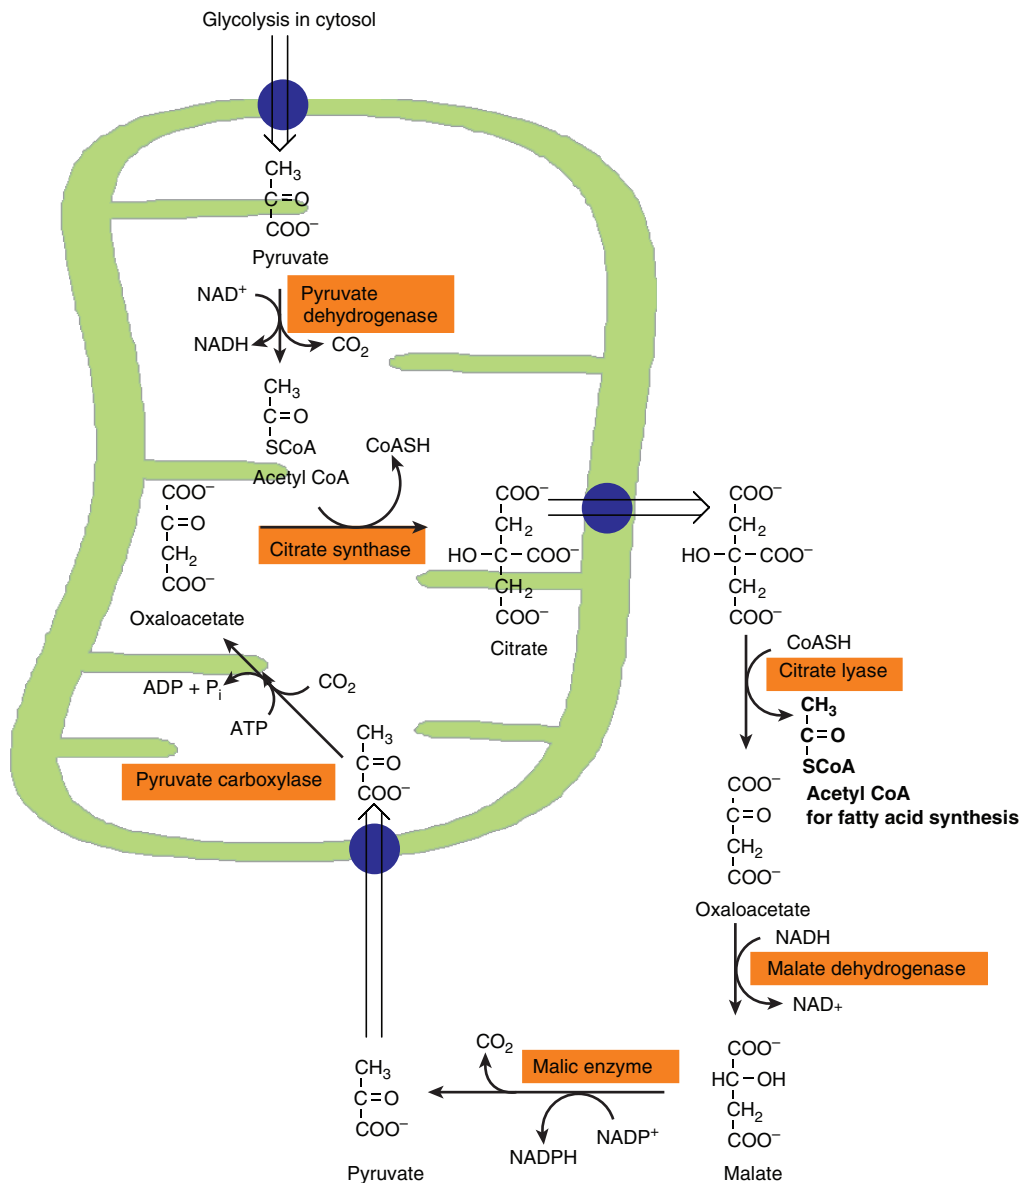 Glycolysis in cytosol
CH₃
C=O
COO⁻
Pyruvate
NAD⁺
Pyruvate
dehydrogenase
NADH
CO₂
CH₃
C=O
SCoA
Acetyl CoA
CoASH
COO⁻
C=O
CH₂
COO⁻
Oxaloacetate
Citrate synthase
COO⁻
CH₂
HO–C–COO⁻
CH₂
COO⁻
Citrate
COO⁻
CH₂
HO–C–COO⁻
CH₂
COO⁻
CoASH
Citrate lyase
CH₃
C=O
SCoA
Acetyl CoA
for fatty acid synthesis
ADP + Pᵢ
CO₂
ATP
Pyruvate carboxylase
CH₃
C=O
COO⁻
COO⁻
C=O
CH₂
COO⁻
Oxaloacetate
NADH
Malate dehydrogenase
NAD+
COO⁻
HC–OH
CH₂
COO⁻
Malate
CO₂
Malic enzyme
NADP⁺
NADPH
CH₃
C=O
COO⁻
Pyruvate